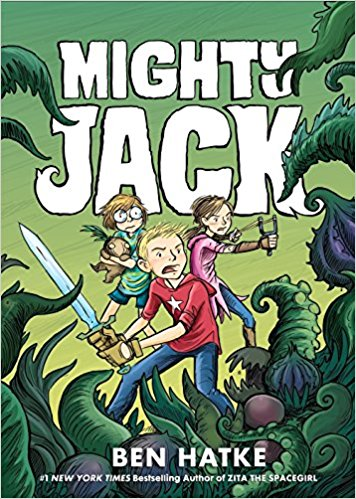 MIGHTY
JACK
BEN HATKE
#1 NEW YORK TIMES Bestselling Author of ZITA THE SPACEGIRL